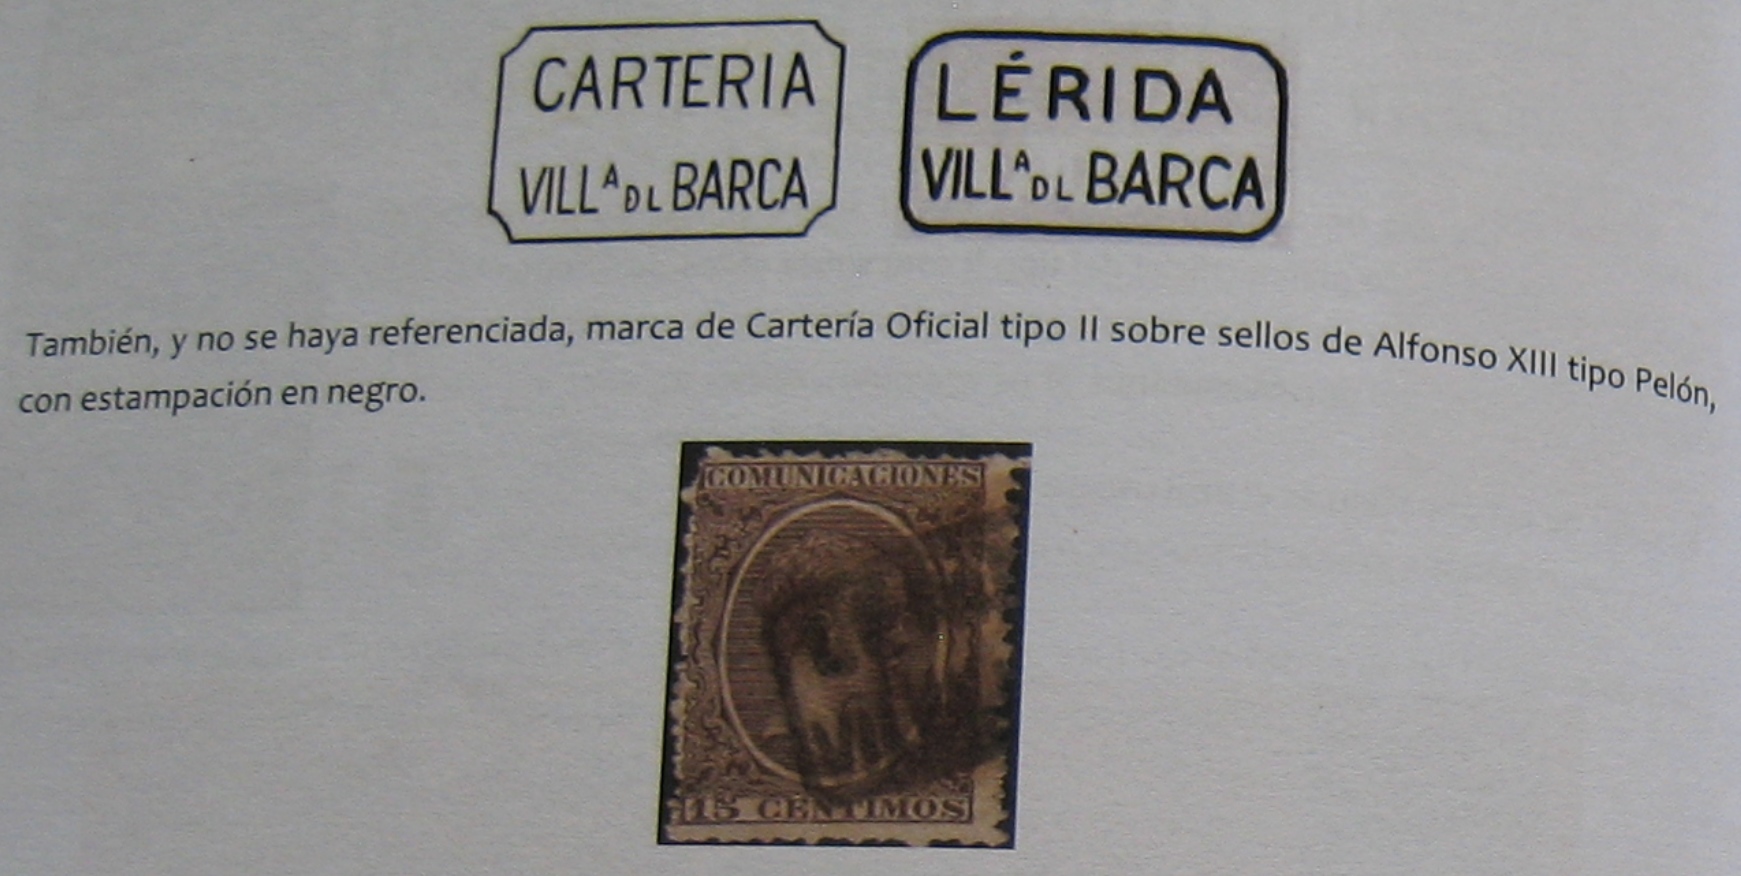 CARTERIA
VILLᴬ DL BARCA
LÉRIDA
VILLᴬ DL BARCA
También, y no se haya referenciada, marca de Cartería Oficial tipo II sobre sellos de Alfonso XIII tipo Pelón,
con estampación en negro.
COMUNICACIONES
15 CÉNTIMOS